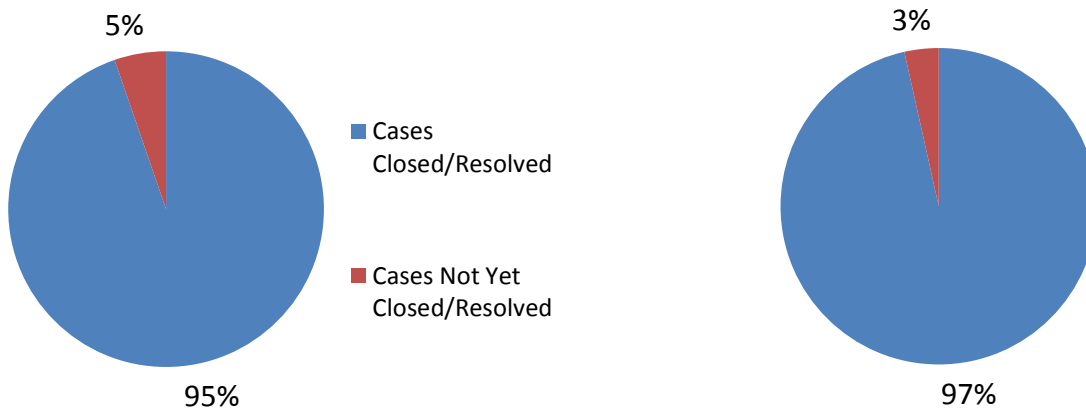 5%
Cases
Closed/Resolved
Cases Not Yet
Closed/Resolved
95%
3%
97%